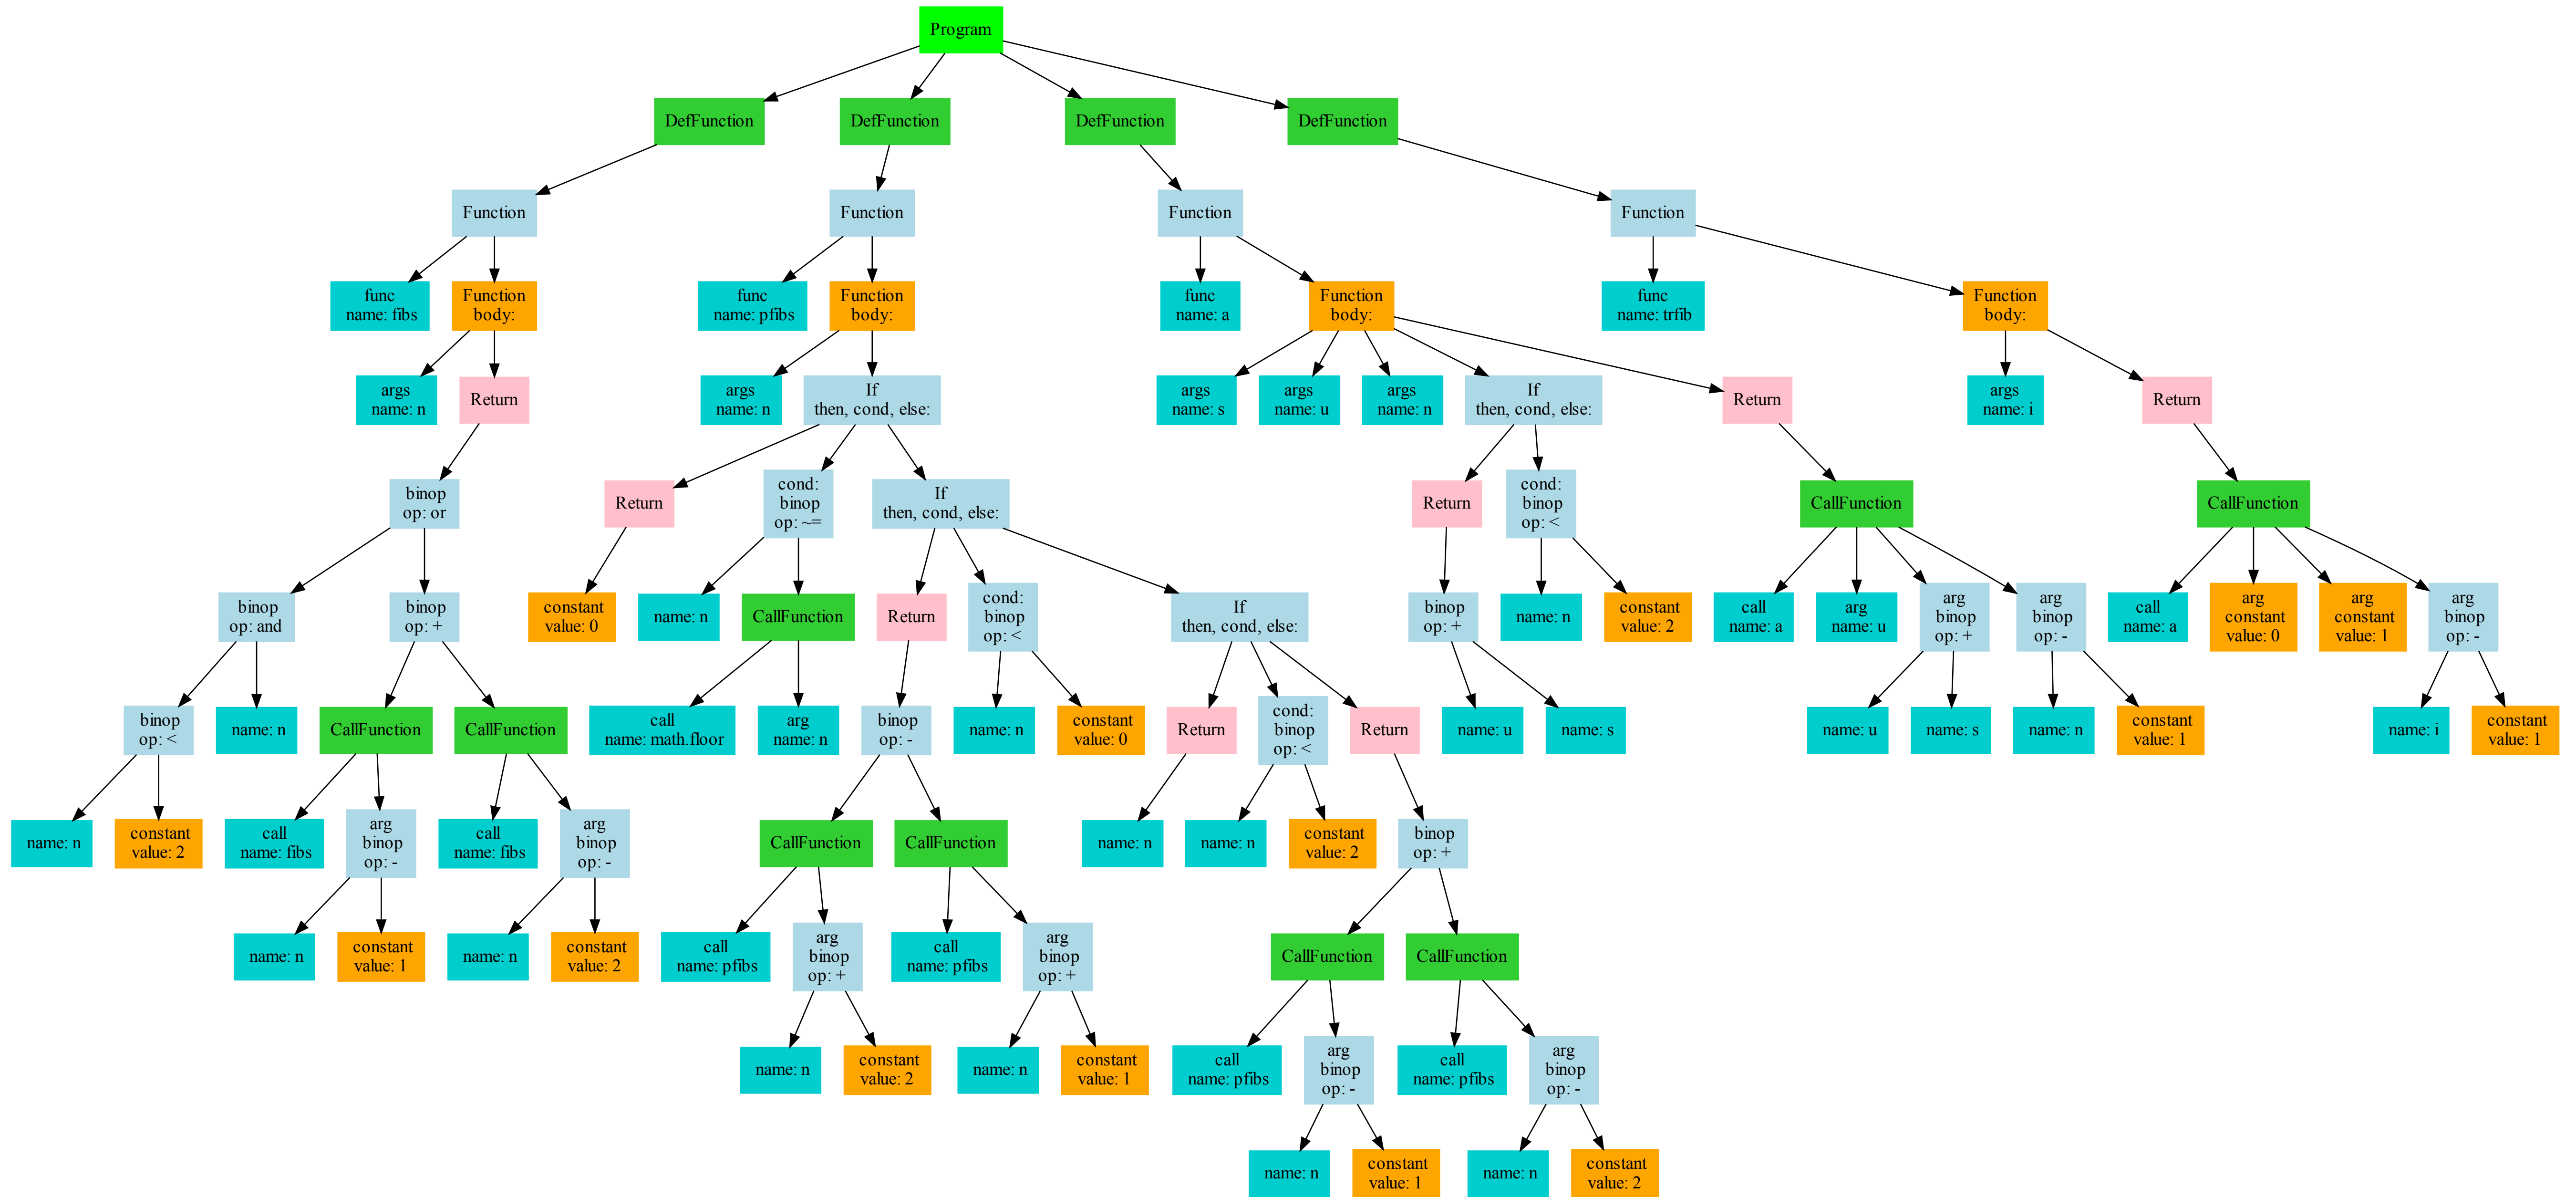 Program
DefFunction
DefFunction
DefFunction
DefFunction
Function
Function
Function
Function
func
name: fibs
Function
body:
func
name: pfibs
Function
body:
func
name: a
Function
body:
func
name: trfib
Function
body:
args
name: n
Return
args
name: n
If
then, cond, else:
args
name: s
args
name: u
args
name: n
If
then, cond, else:
Return
args
name: i
Return
binop
op: or
Return
cond:
binop
op: ~=
If
then, cond, else:
Return
cond:
binop
op: <
CallFunction
CallFunction
binop
op: and
binop
op: +
constant
value: 0
name: n
CallFunction
Return
cond:
binop
op: <
If
then, cond, else:
binop
op: +
name: n
constant
value: 2
call
name: a
arg
name: u
arg
binop
op: +
arg
binop
op: -
call
name: a
arg
constant
value: 0
arg
constant
value: 1
arg
binop
op: -
binop
op: <
name: n
CallFunction
CallFunction
call
name: math.floor
arg
name: n
binop
op: -
name: n
constant
value: 0
Return
cond:
binop
op: <
Return
name: u
name: s
name: u
name: s
name: n
constant
value: 1
name: i
constant
value: 1
name: n
constant
value: 2
call
name: fibs
arg
binop
op: -
call
name: fibs
arg
binop
op: -
CallFunction
CallFunction
name: n
name: n
constant
value: 2
binop
op: +
name: n
constant
value: 1
name: n
constant
value: 2
call
name: pfibs
arg
binop
op: +
call
name: pfibs
arg
binop
op: +
CallFunction
CallFunction
name: n
constant
value: 2
name: n
constant
value: 1
call
name: pfibs
arg
binop
op: -
call
name: pfibs
arg
binop
op: -
name: n
constant
value: 1
name: n
constant
value: 2